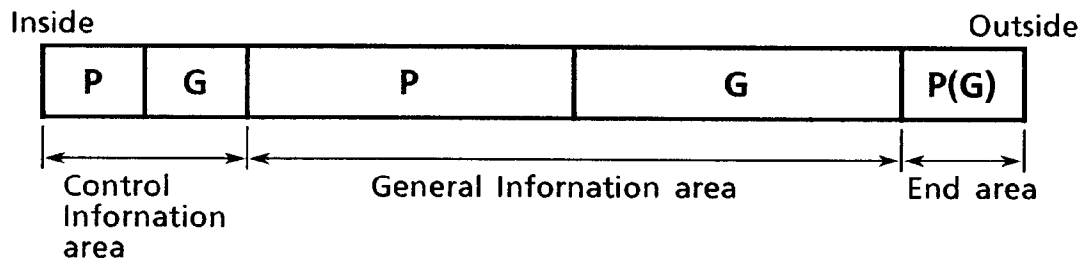 Inside Outside
P G P G P(G)
Control General Infornation area End area
Infornation
area